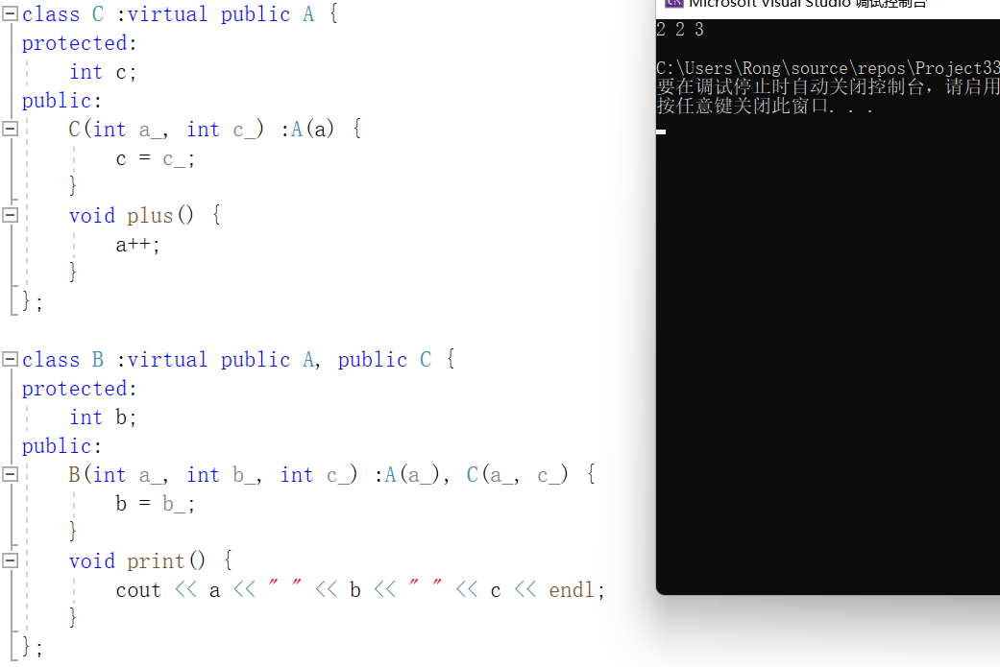 class C :virtual public A {
protected:
    int c;
public:
    C(int a_, int c_) :A(a) {
        c = c_;
    }
    void plus() {
        a++;
    }
};
class B :virtual public A, public C {
protected:
    int b;
public:
    B(int a_, int b_, int c_) :A(a_), C(a_, c_) {
        b = b_;
    }
    void print() {
        cout << a << " " << b << " " << c << endl;
    }
};
Microsoft Visual Studio 调试控制台
2 2 3
C:\Users\Rong\source\repos\Project33
要在调试停止时自动关闭控制台，请启用
按任意键关闭此窗口. . .